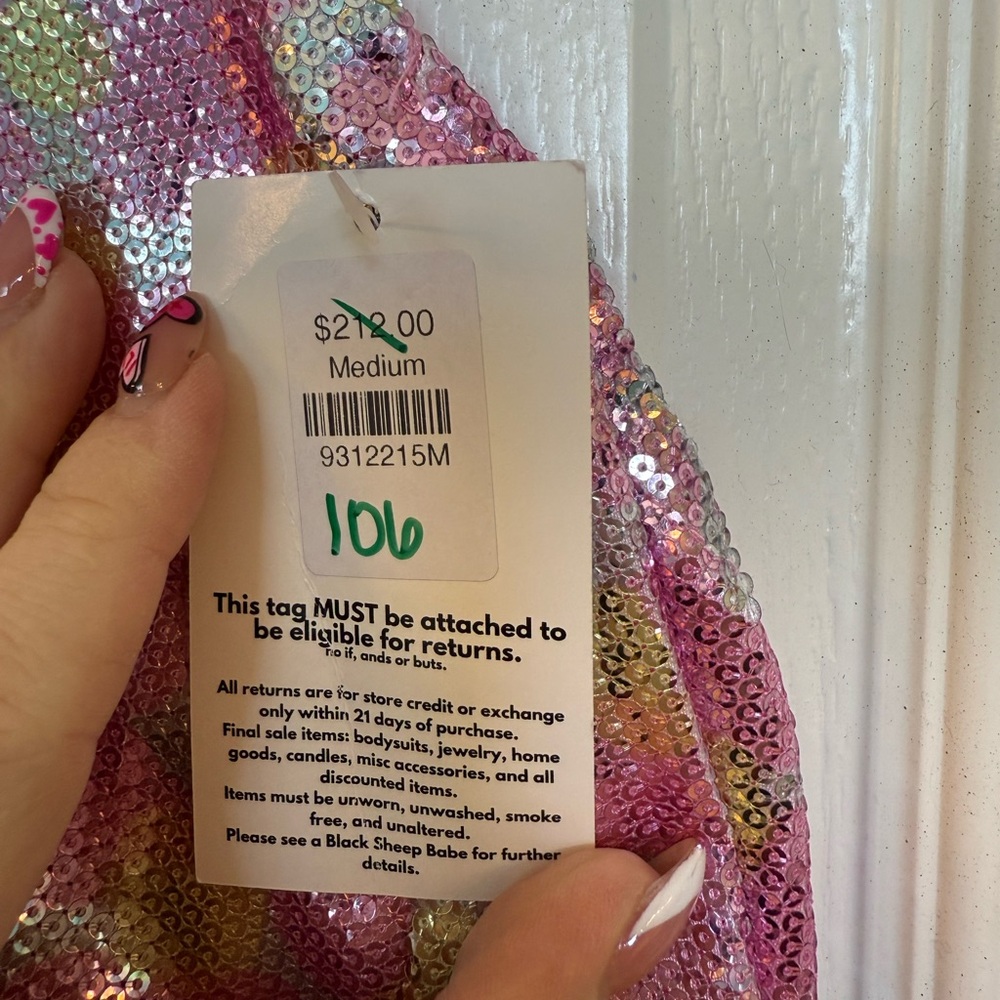 $212.00
Medium
9312215M
106
This tag MUST be attached to
be eligible for returns.
no if, ands or buts.
All returns are for store credit or exchange
only within 21 days of purchase.
Final sale items: bodysuits, jewelry, home
goods, candles, misc accessories, and all
discounted items.
Items must be unworn, unwashed, smoke
free, and unaltered.
Please see a Black Sheep Babe for further
details.